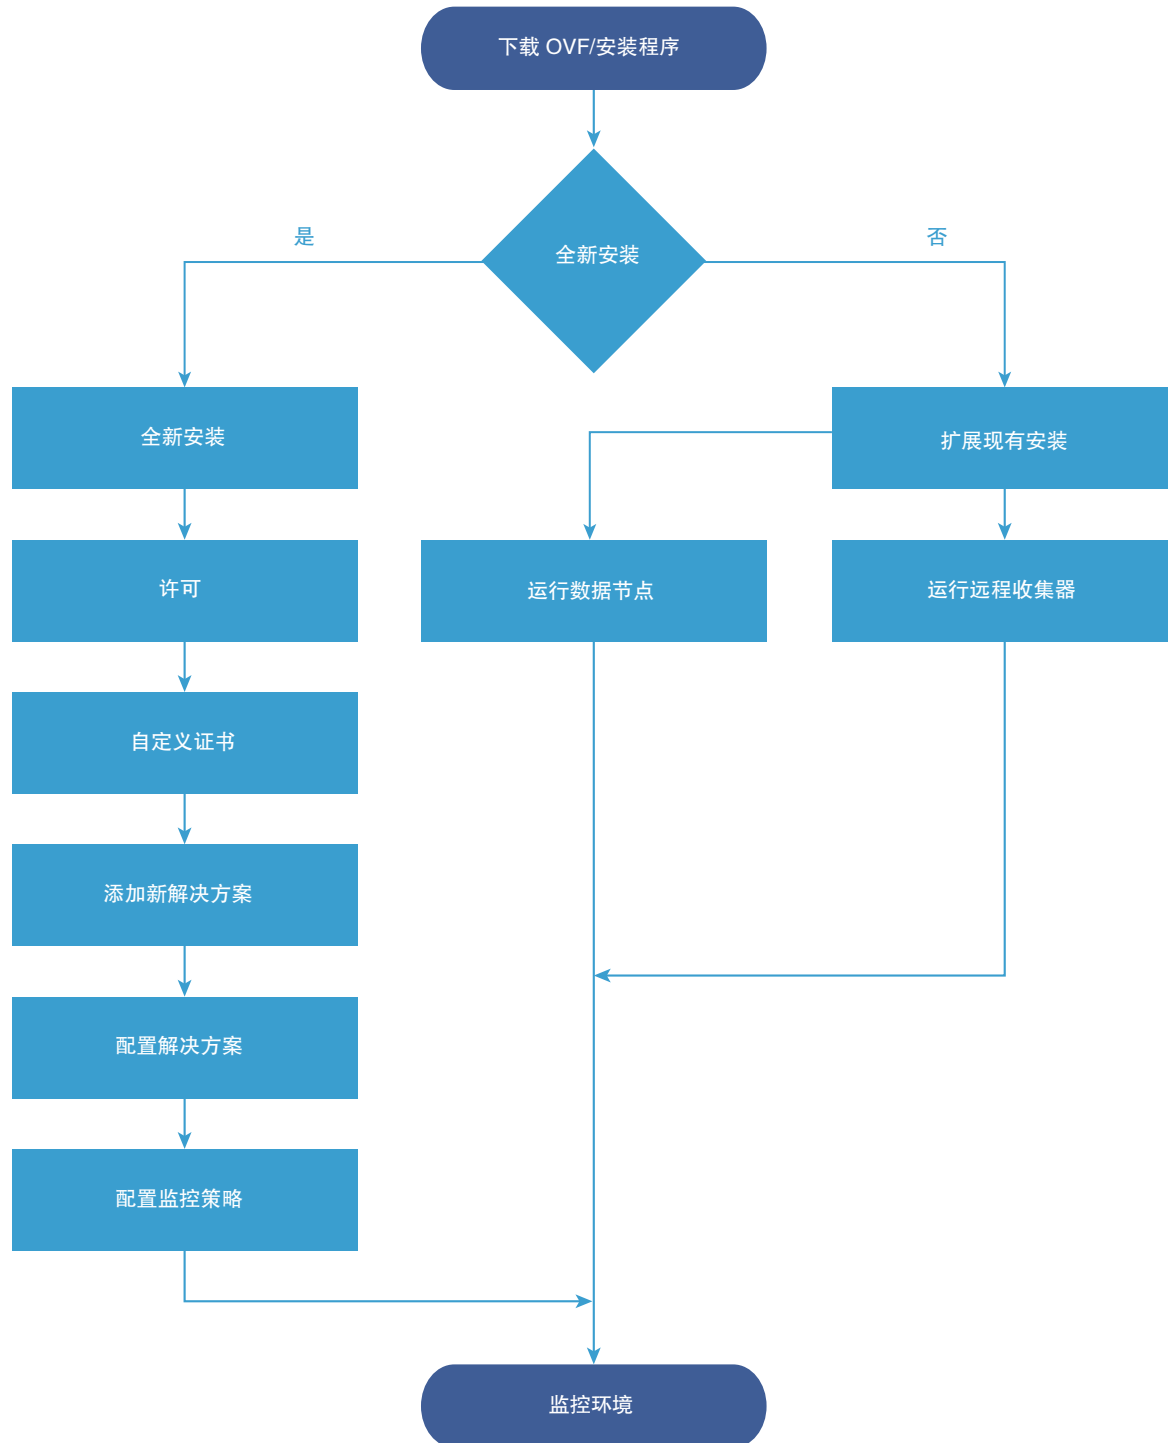 下载 OVF/安装程序
全新安装
是
否
全新安装
扩展现有安装
许可
运行数据节点
运行远程收集器
自定义证书
添加新解决方案
配置解决方案
配置监控策略
监控环境